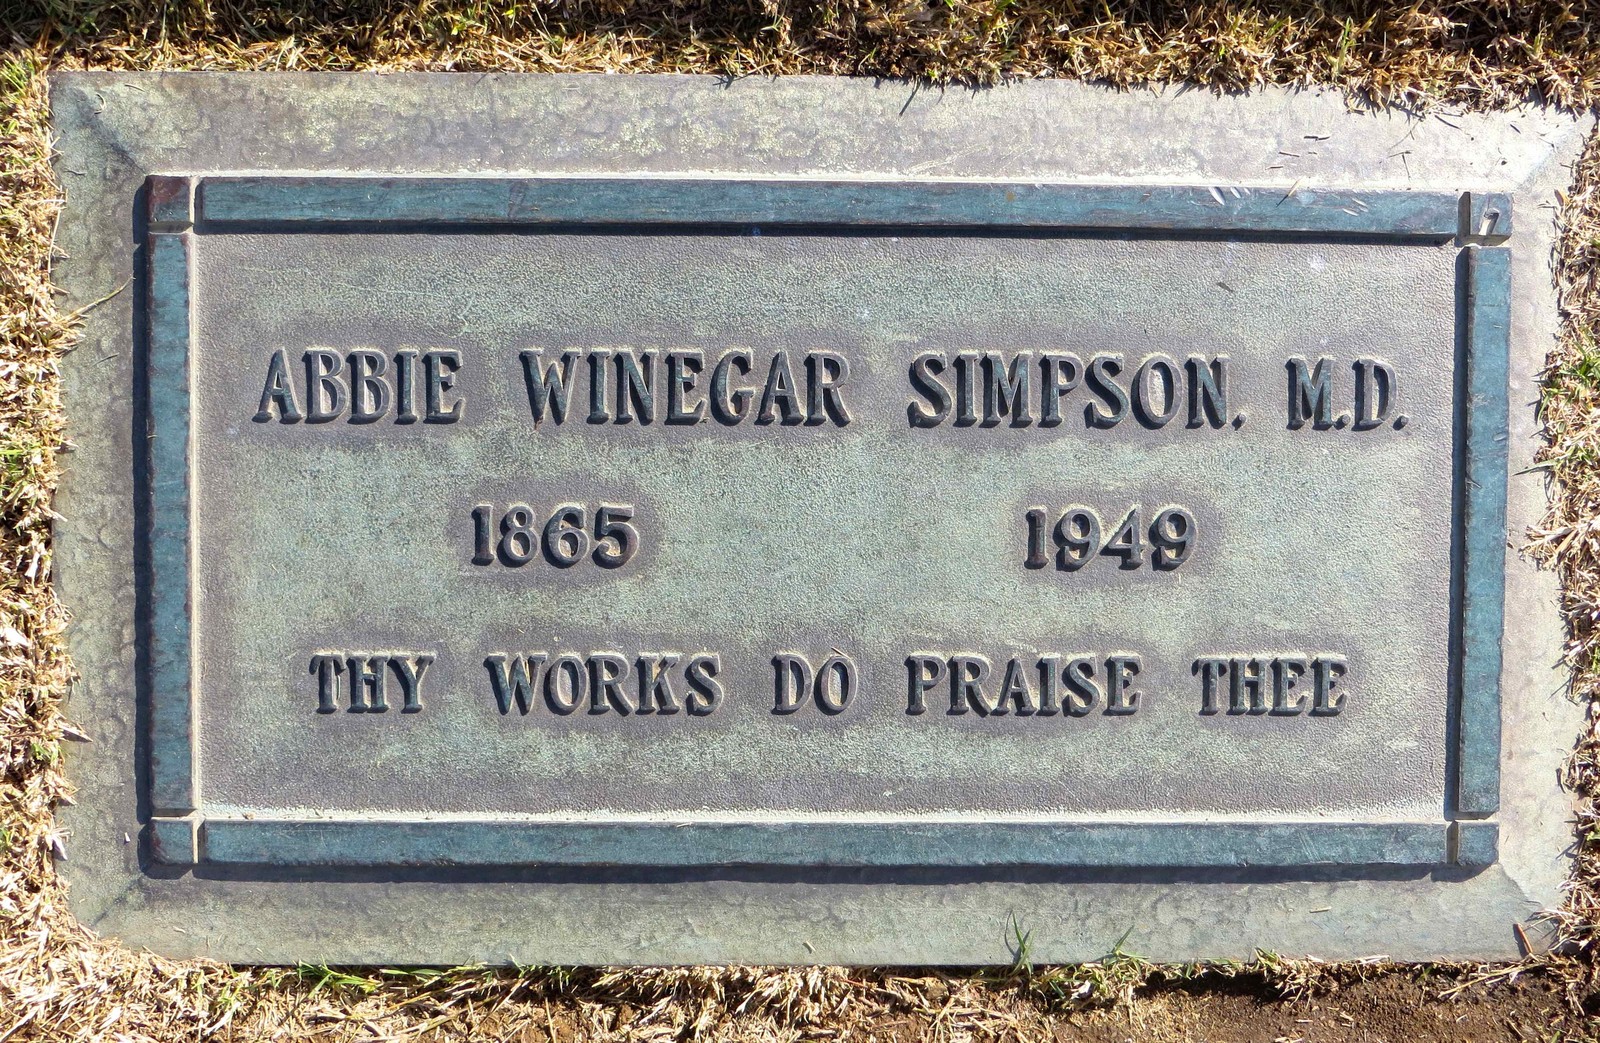 ABBIE WINEGAR SIMPSON, M.D.
1865 1949
THY WORKS DO PRAISE THEE